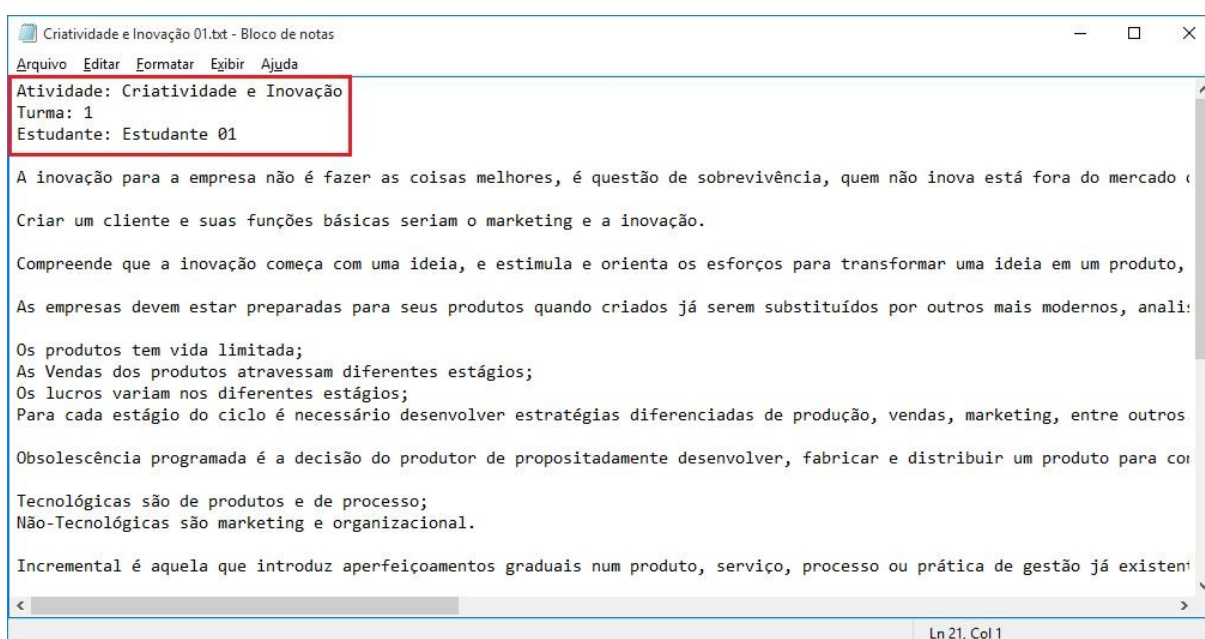 Criatividade e Inovação 01.txt - Bloco de notas
Arquivo Editar Formatar Exibir Ajuda
Atividade: Criatividade e Inovação
Turma: 1
Estudante: Estudante 01
A inovação para a empresa não é fazer as coisas melhores, é questão de sobrevivência, quem não inova está fora do mercado
Criar um cliente e suas funções básicas seriam o marketing e a inovação.
Compreende que a inovação começa com uma ideia, e estimula e orienta os esforços para transformar uma ideia em um produto,
As empresas devem estar preparadas para seus produtos quando criados já serem substituídos por outros mais modernos,
Os produtos tem vida limitada;
As Vendas dos produtos atravessam diferentes estágios;
Os lucros variam nos diferentes estágios;
Para cada estágio do ciclo é necessário desenvolver estratégias diferenciadas de produção, vendas, marketing, entre outros
Obsolescência programada é a decisão do produtor de propositadamente desenvolver, fabricar e distribuir um produto para
Tecnológicas são de produtos e de processo;
Não-Tecnológicas são marketing e organizacional.
Incremental é aquela que introduz aperfeiçoamentos graduais num produto, serviço, processo ou prática de gestão já
Ln 21, Col 1